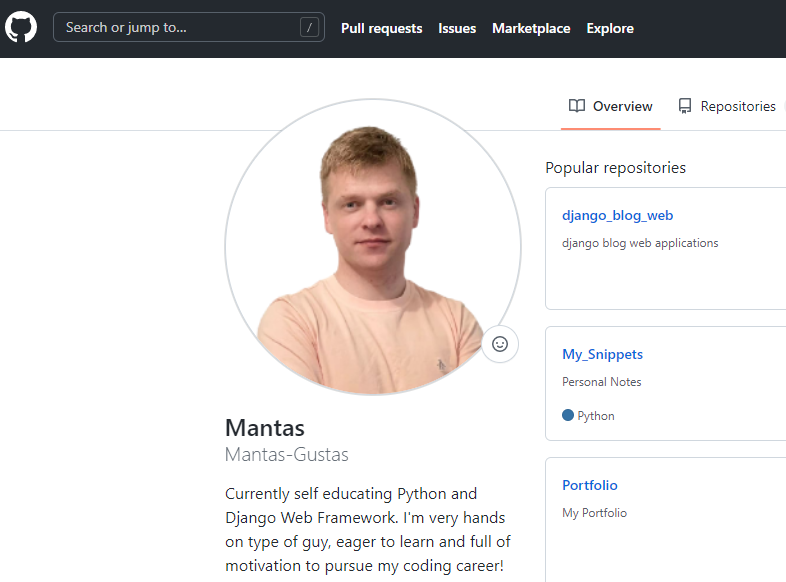 Search or jump to... /
Pull requests
Issues
Marketplace
Explore
Overview
Repositories
Mantas
Mantas-Gustas
Currently self educating Python and
Django Web Framework. I'm very hands
on type of guy, eager to learn and full of
motivation to pursue my coding career!
Popular repositories
django_blog_web
django blog web applications
My_Snippets
Personal Notes
Python
Portfolio
My Portfolio